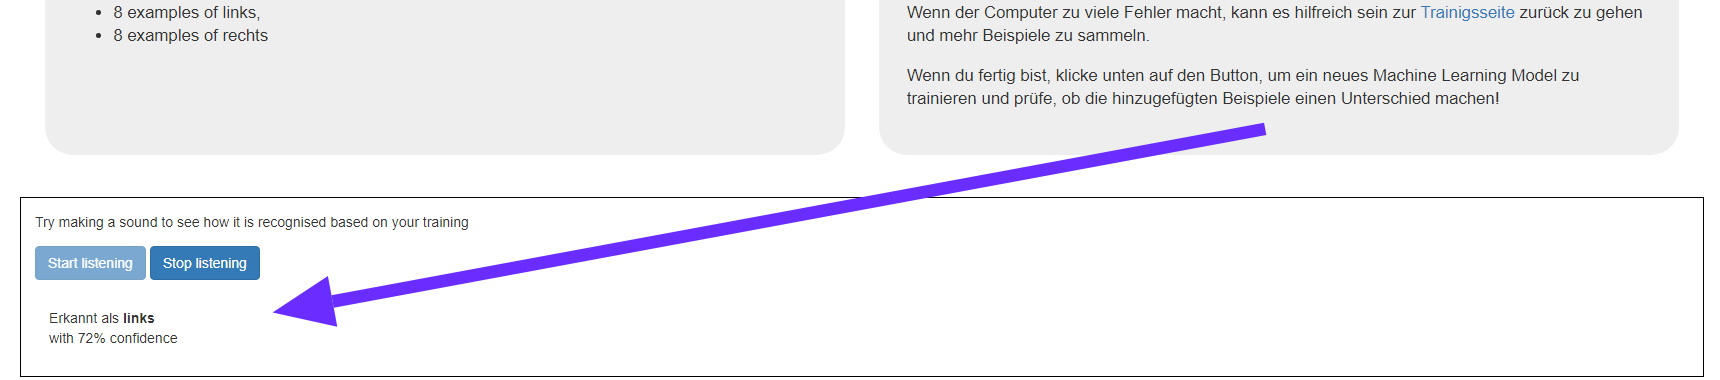 8 examples of links,
8 examples of rechts
Wenn der Computer zu viele Fehler macht, kann es hilfreich sein zur Trainigsseite zurück zu gehen
und mehr Beispiele zu sammeln.
Wenn du fertig bist, klicke unten auf den Button, um ein neues Machine Learning Model zu
trainieren und prüfe, ob die hinzugefügten Beispiele einen Unterschied machen!
Try making a sound to see how it is recognised based on your training
Start listening Stop listening
Erkannt als links
with 72% confidence